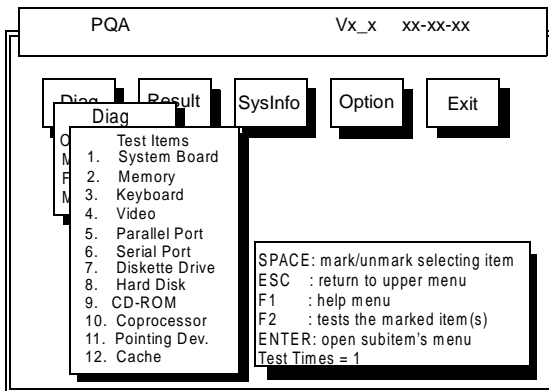 PQA Vx_x xx-xx-xx
Diag Result SysInfo Option Exit
Diag
Test Items
1. System Board
2. Memory
3. Keyboard
4. Video
5. Parallel Port
6. Serial Port
7. Diskette Drive
8. Hard Disk
9. CD-ROM
10. Coprocessor
11. Pointing Dev.
12. Cache
SPACE: mark/unmark selecting item
ESC : return to upper menu
F1 : help menu
F2 : tests the marked item(s)
ENTER: open subitem's menu
Test Times = 1